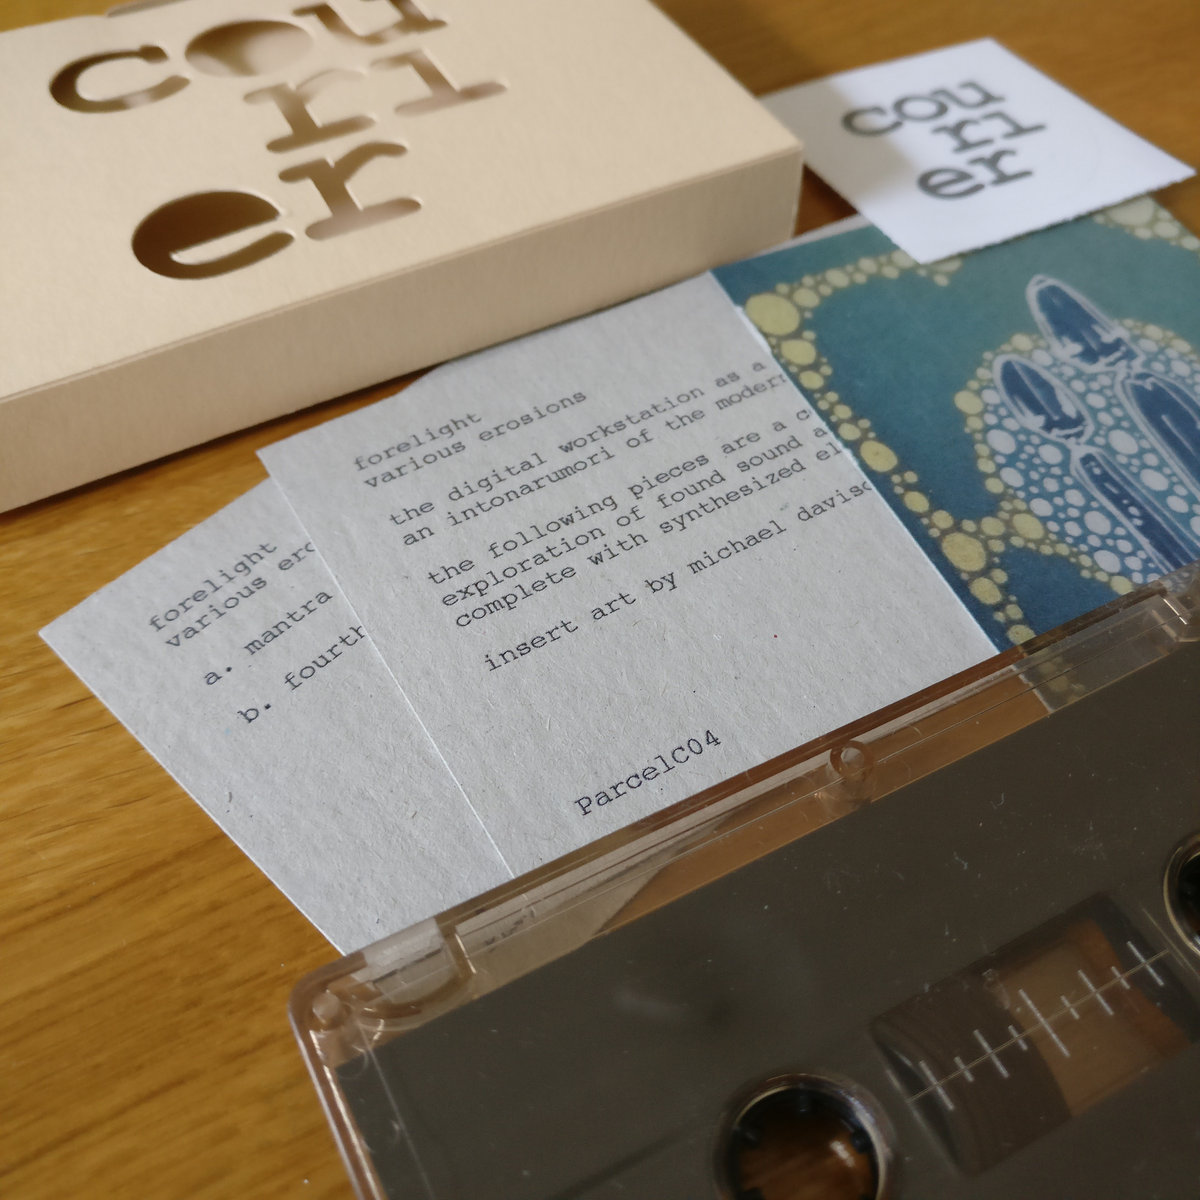 cou
ri
er
cou
ri
er
forelight
various erosions
the digital workstation as a
an intonarumori of the modern
the following pieces are a
exploration of found sound
complete with synthesized
insert art by michael
ParcelC04
forelight
various
a. mantra
b. fourth